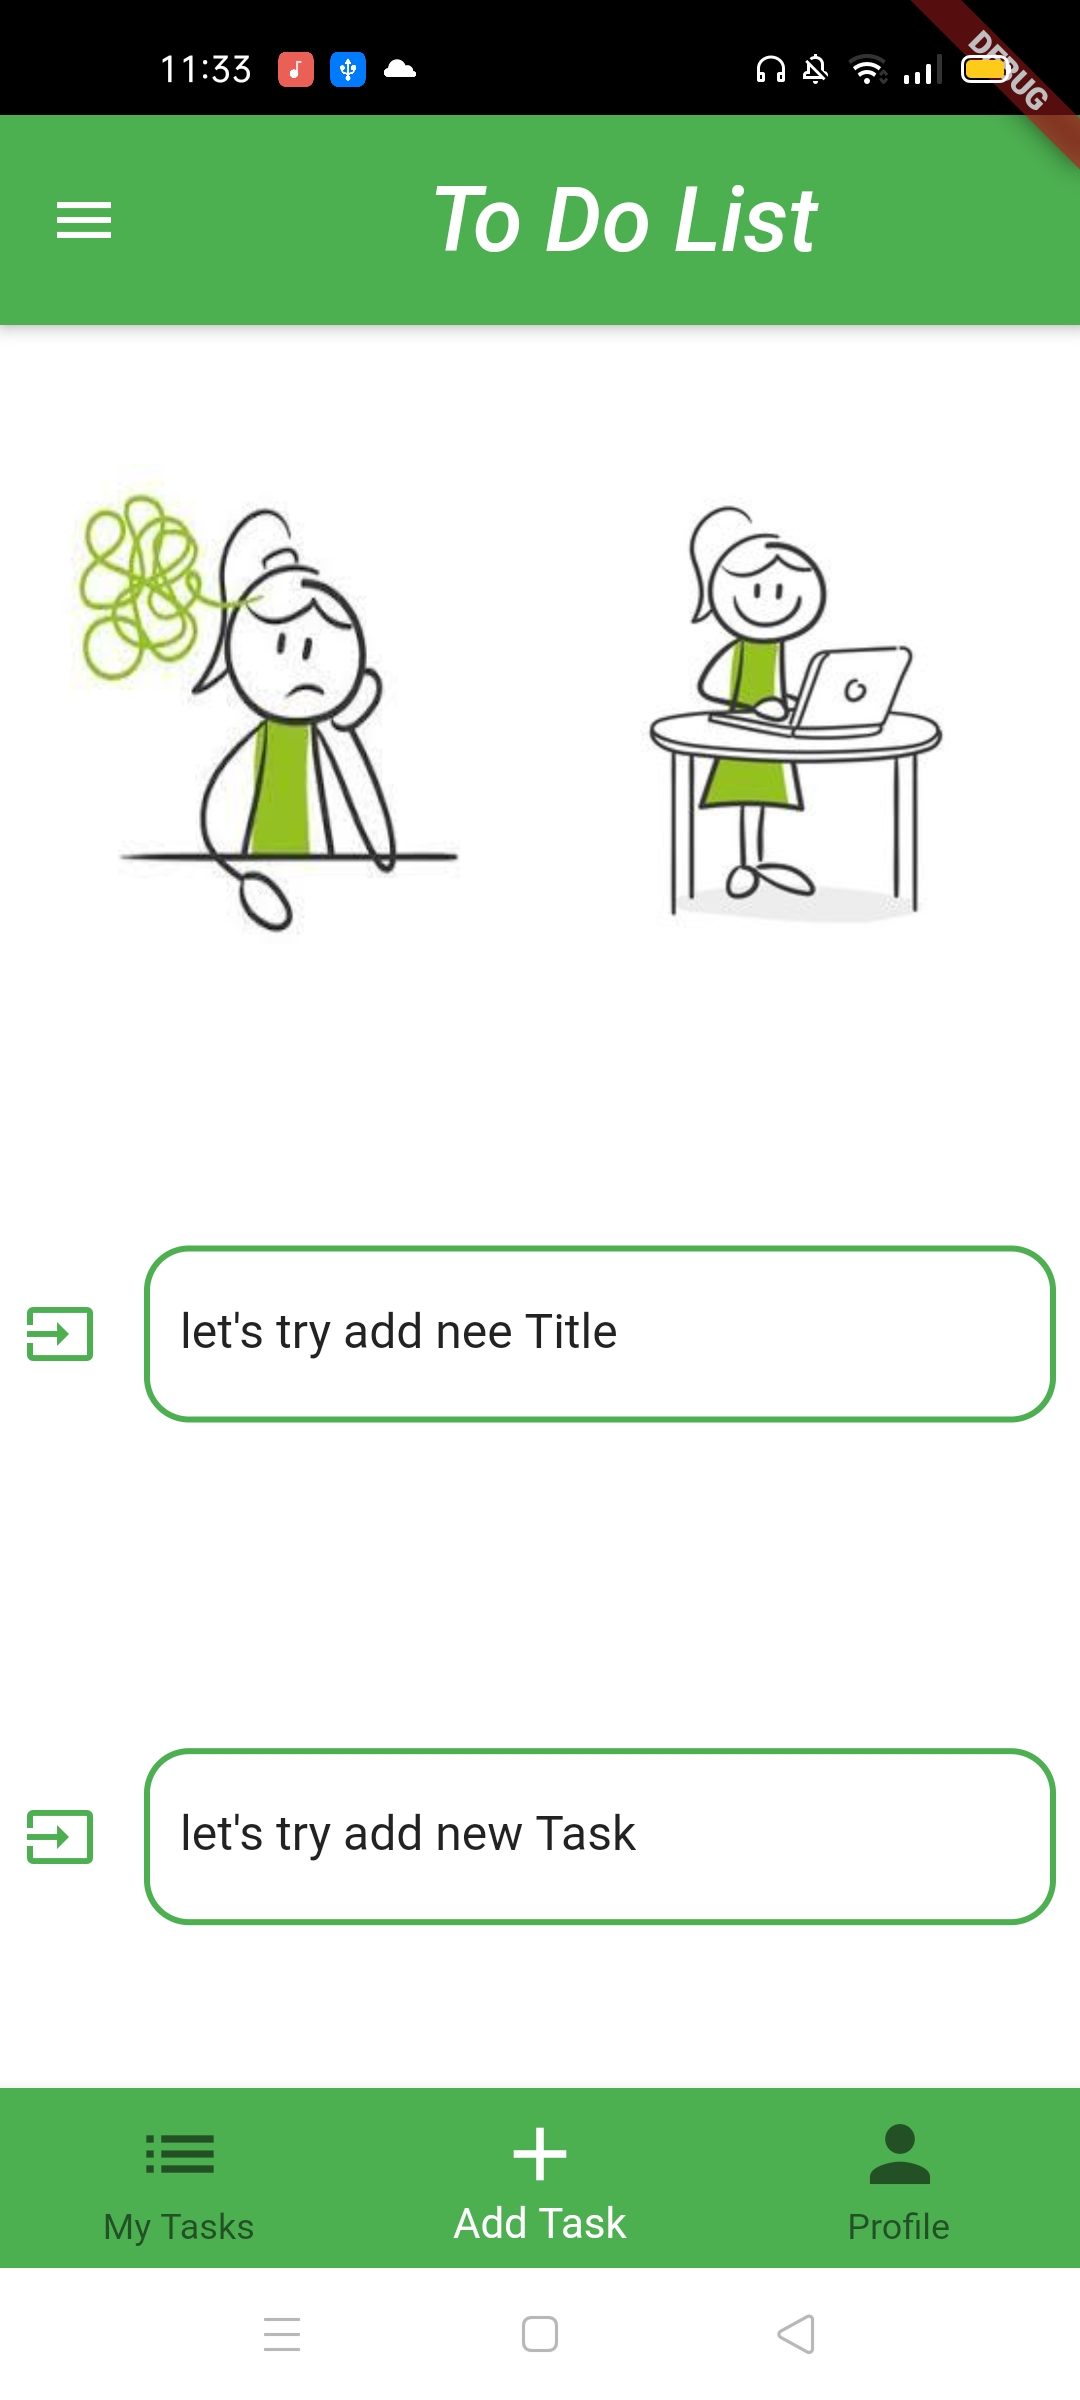 11:33
DEBUG
To Do List
let's try add nee Title
let's try add new Task
My Tasks
Add Task
Profile